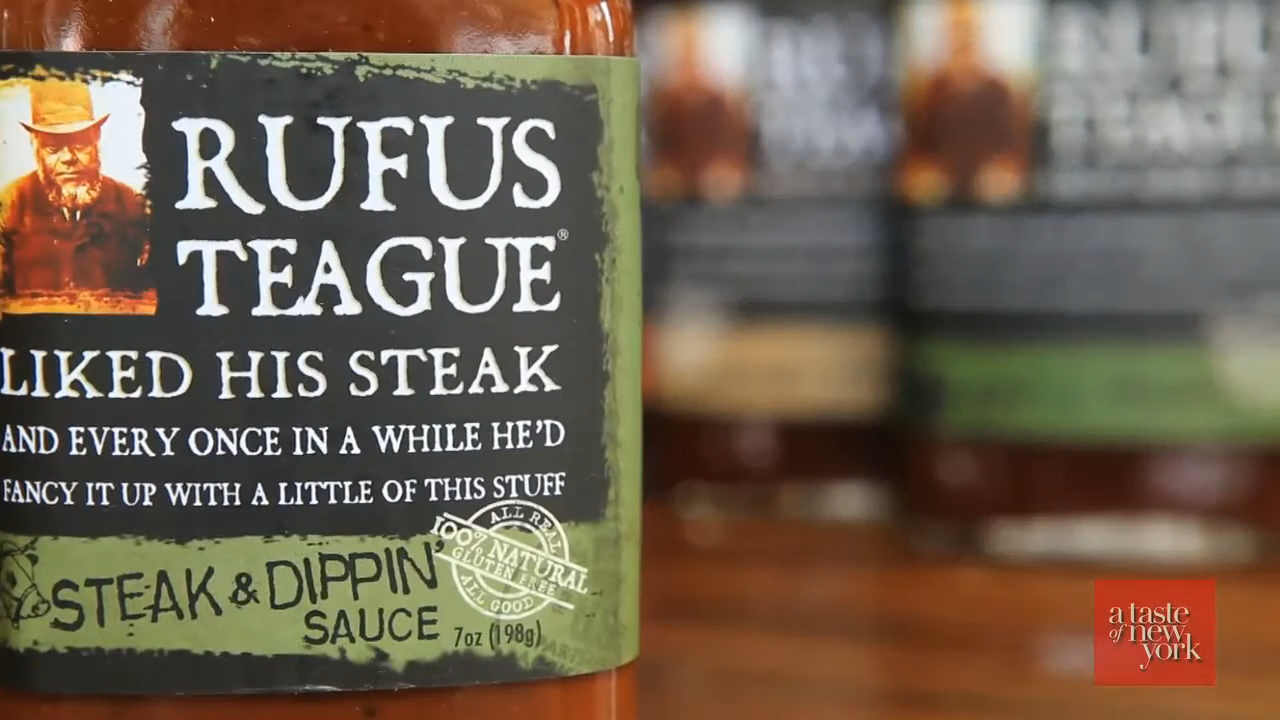 RUFUS
TEAGUE®
LIKED HIS STEAK
AND EVERY ONCE IN A WHILE HE'D
FANCY IT UP WITH A LITTLE OF THIS STUFF
STEAK & DIPPIN'
SAUCE
7oz (198g)
ALL REAL
100% NATURAL
GLUTEN FREE
ALL GOOD
a taste
of new
york